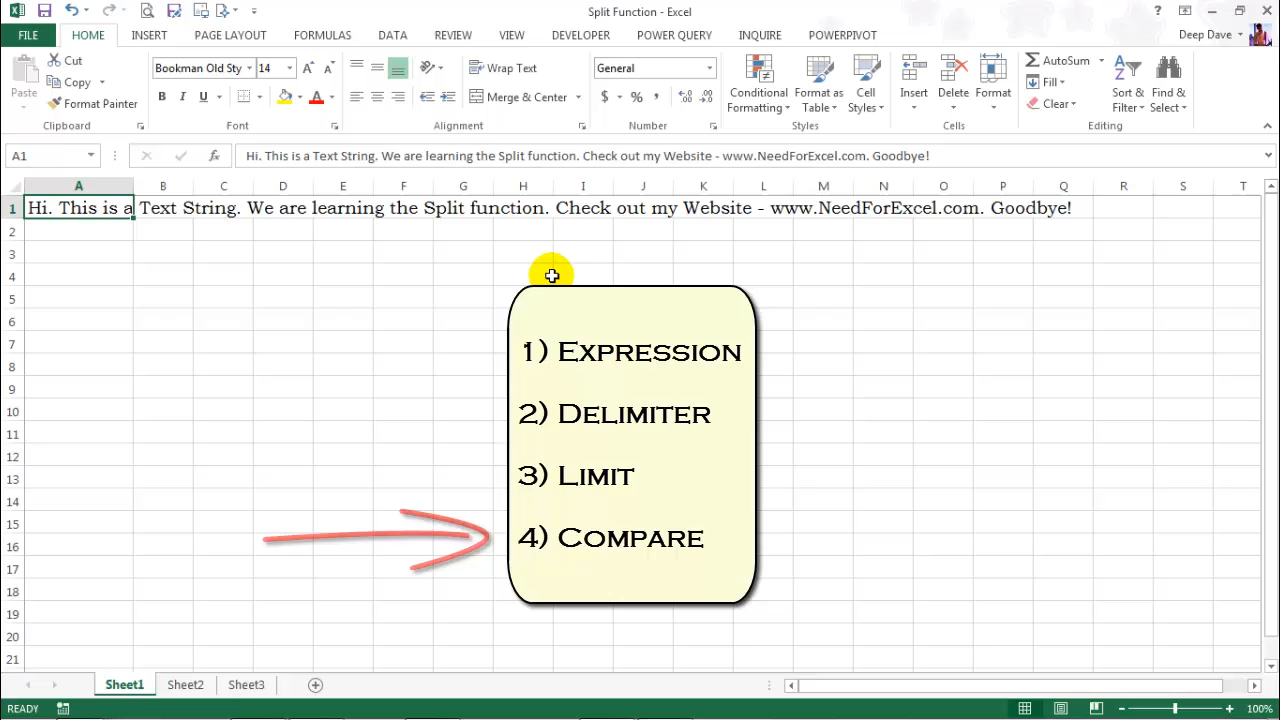 Split Function - Excel
?
FILE HOME INSERT PAGE LAYOUT FORMULAS DATA REVIEW VIEW DEVELOPER POWER QUERY INQUIRE POWERPIVOT Deep Dave
Paste
Cut
Copy
Format Painter
Clipboard
Bookman Old Sty 14
B I U
Font
Wrap Text
Merge & Center
Alignment
General
$ % ,
Number
Conditional
Formatting
Format as
Table
Cell
Styles
Styles
Insert
Delete
Format
Cells
AutoSum
Fill
Clear
Sort &
Filter
Find &
Select
Editing
A1 fx Hi. This is a Text String. We are learning the Split function. Check out my Website - www.NeedForExcel.com. Goodbye!
A B C D E F G H I J K L M N O P Q R S T
1 Hi. This is a Text String. We are learning the Split function. Check out my Website - www.NeedForExcel.com. Goodbye!
2
3
4
5
6
7
8
9
10
11
12
13
14
15
16
17
18
19
20
21
1) Expression
2) Delimiter
3) Limit
4) Compare
Sheet1 Sheet2 Sheet3
READY 100%